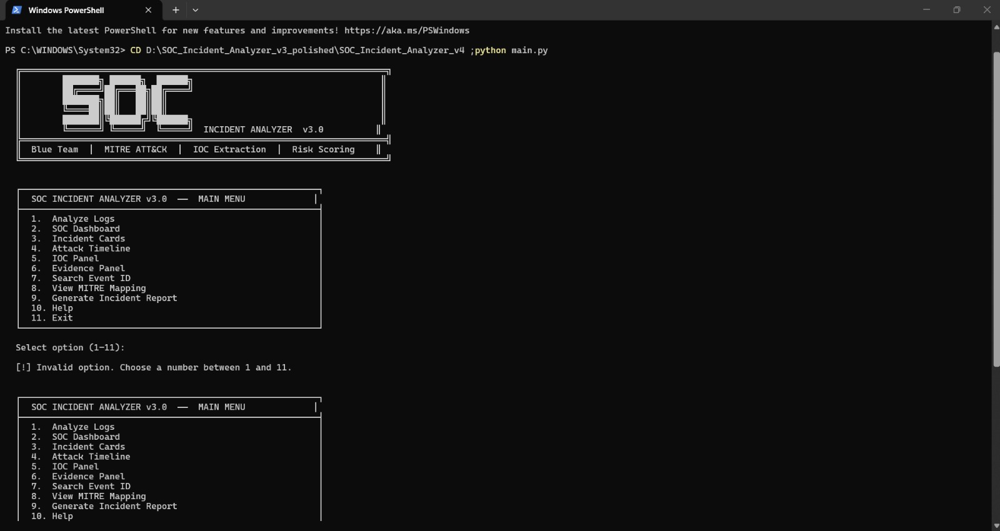 Windows PowerShell
Install the latest PowerShell for new features and improvements! https://aka.ms/PSWindows
PS C:\WINDOWS\System32> CD D:\SOC_Incident_Analyzer_v3_polished\SOC_Incident_Analyzer_v4 ;python main.py
SOC
INCIDENT ANALYZER v3.0
Blue Team | MITRE ATT&CK | IOC Extraction | Risk Scoring
SOC INCIDENT ANALYZER v3.0 — MAIN MENU
1. Analyze Logs
2. SOC Dashboard
3. Incident Cards
4. Attack Timeline
5. IOC Panel
6. Evidence Panel
7. Search Event ID
8. View MITRE Mapping
9. Generate Incident Report
10. Help
11. Exit
Select option (1-11):
[!] Invalid option. Choose a number between 1 and 11.
SOC INCIDENT ANALYZER v3.0 — MAIN MENU
1. Analyze Logs
2. SOC Dashboard
3. Incident Cards
4. Attack Timeline
5. IOC Panel
6. Evidence Panel
7. Search Event ID
8. View MITRE Mapping
9. Generate Incident Report
10. Help